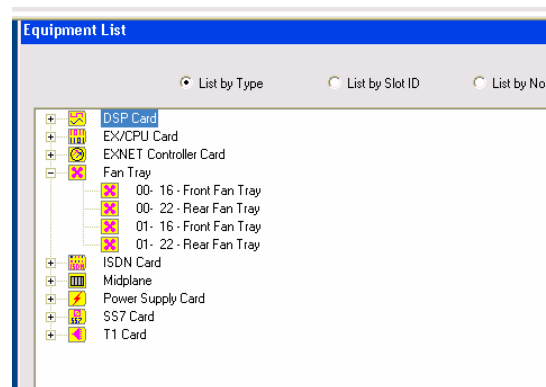 Equipment List
List by Type List by Slot ID List by No
DSP Card
EX/CPU Card
EXNET Controller Card
Fan Tray
00- 16 - Front Fan Tray
00- 22 - Rear Fan Tray
01- 16 - Front Fan Tray
01- 22 - Rear Fan Tray
ISDN Card
Midplane
Power Supply Card
SS7 Card
T1 Card